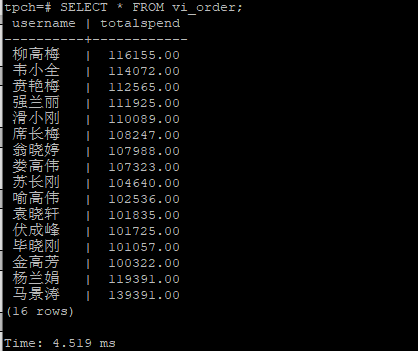 tpch=# SELECT * FROM vi_order;
username | totalspend
----------+------------
柳高梅 | 116155.00
韦小全 | 114072.00
贲艳梅 | 112565.00
强兰丽 | 111925.00
滑小刚 | 110089.00
席长梅 | 108247.00
翁晓婷 | 107988.00
娄高伟 | 107323.00
苏长刚 | 104640.00
喻高伟 | 102536.00
袁晓轩 | 101835.00
伏成峰 | 101725.00
毕晓刚 | 101057.00
金高芳 | 100322.00
杨兰娟 | 119391.00
马景涛 | 139391.00
(16 rows)
Time: 4.519 ms